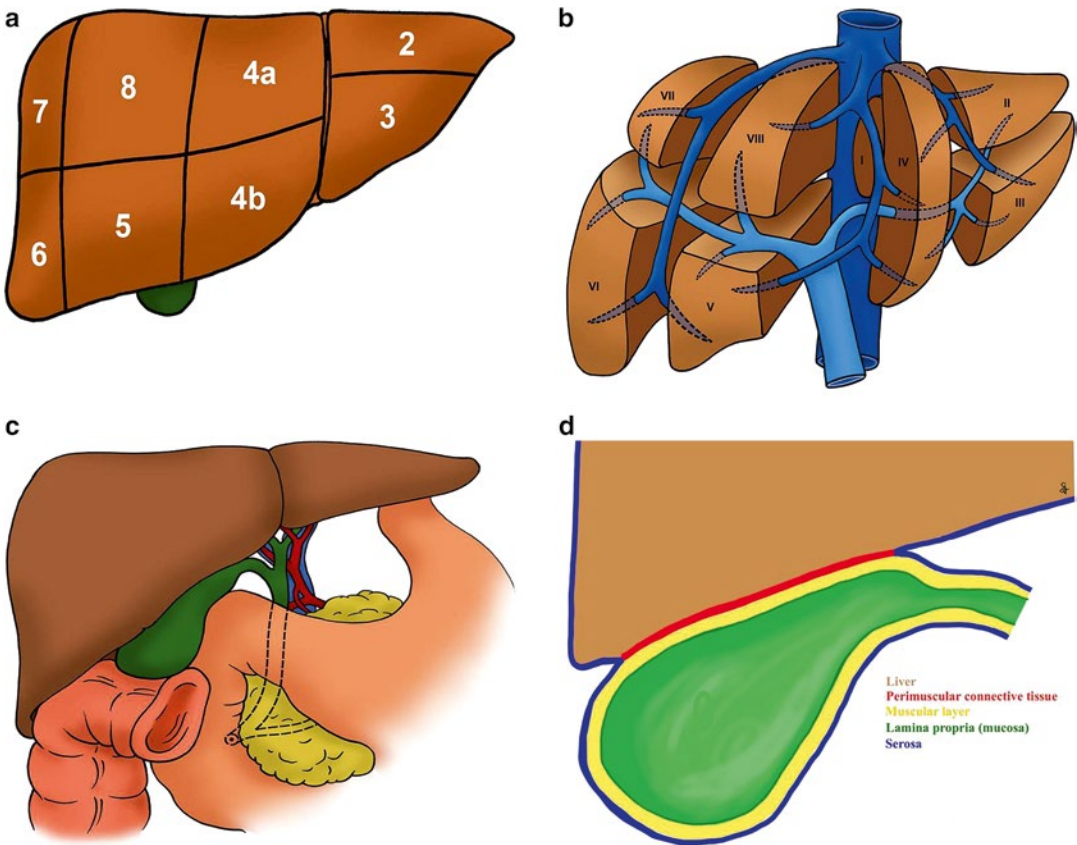 a
7
8
4a
2
3
6
5
4b
b
VII
VIII
I
IV
II
III
VI
V
c
d
Liver
Perimuscular connective tissue
Muscular layer
Lamina propria (mucosa)
Serosa